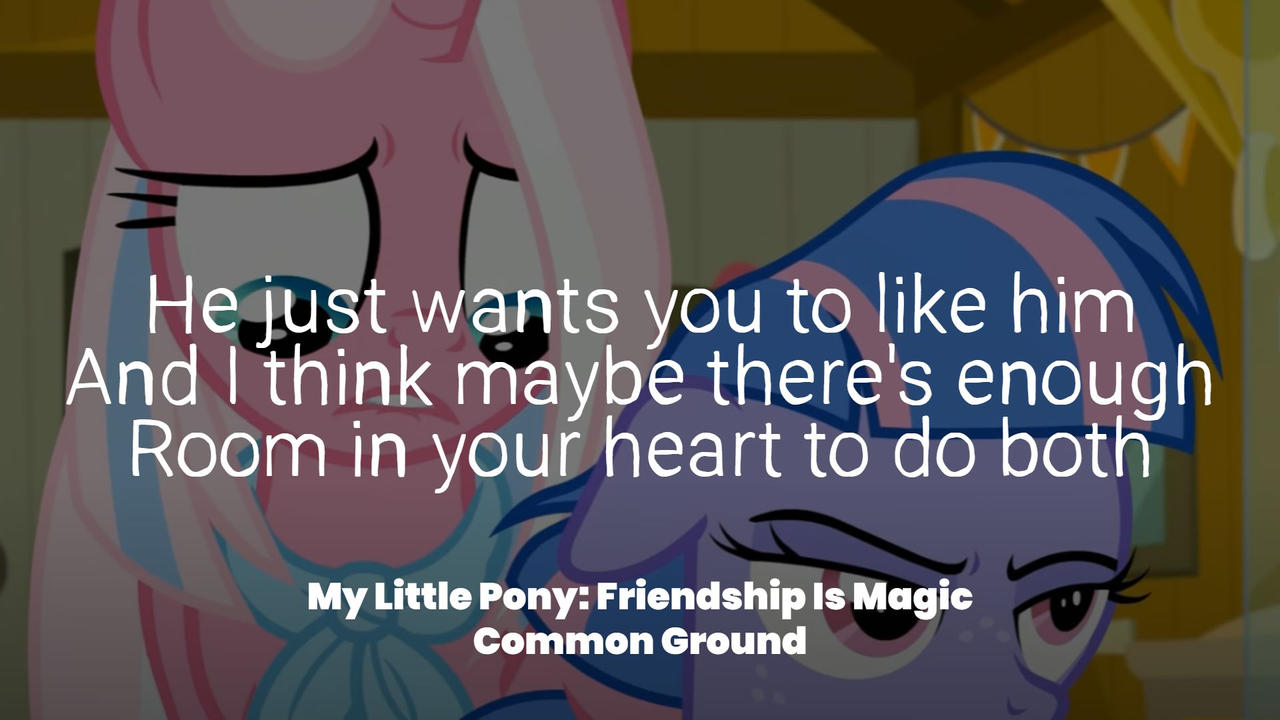 He just wants you to like him
And I think maybe there's enough
Room in your heart to do both
My Little Pony: Friendship Is Magic
Common Ground